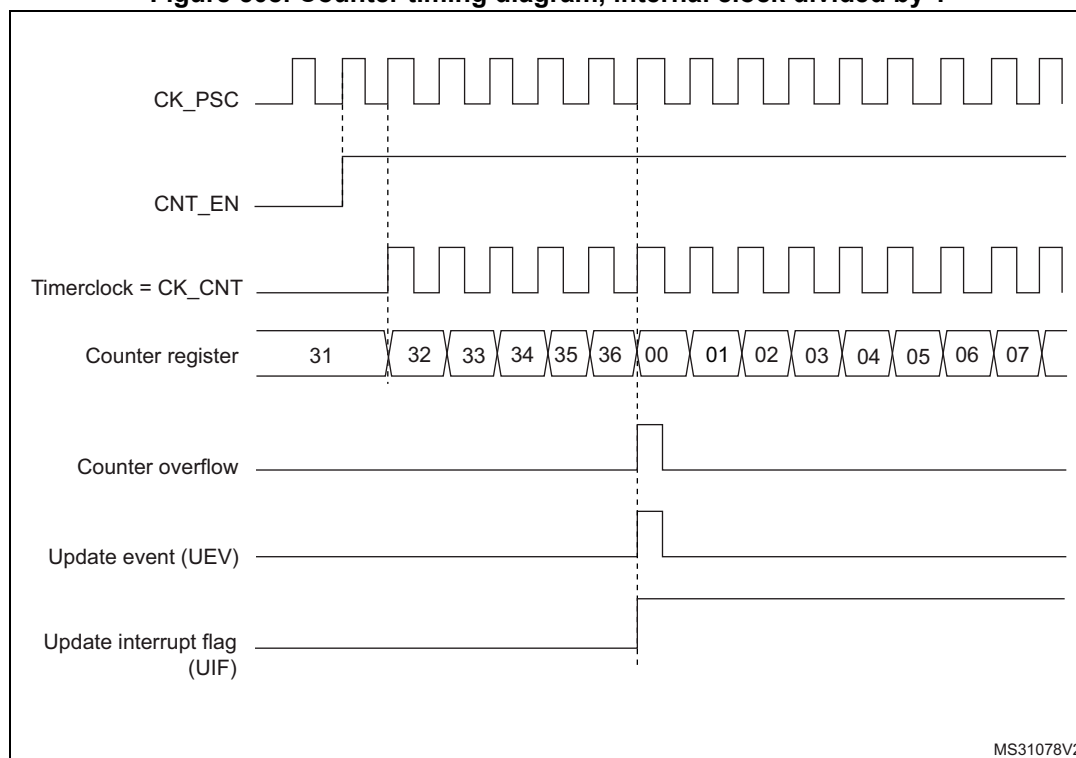 CK_PSC
CNT_EN
Timerclock = CK_CNT
Counter register
31 32 33 34 35 36 00 01 02 03 04 05 06 07
Counter overflow
Update event (UEV)
Update interrupt flag
(UIF)
MS31078V2